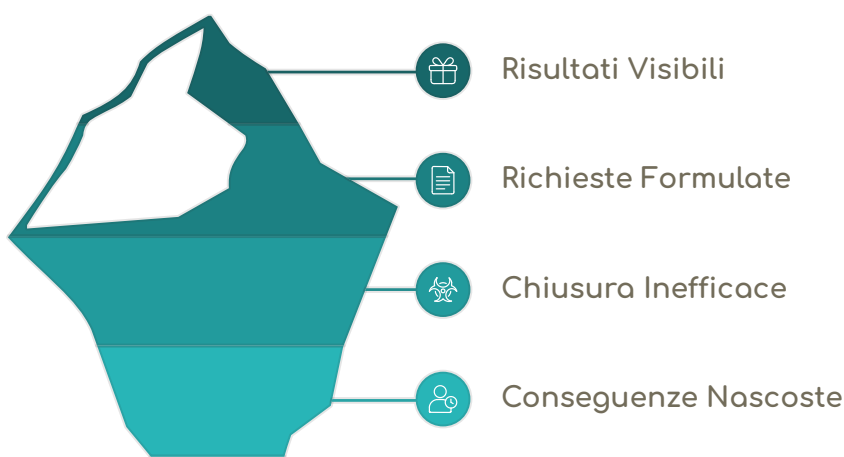 Risultati Visibili
Richieste Formulate
Chiusura Inefficace
Conseguenze Nascoste